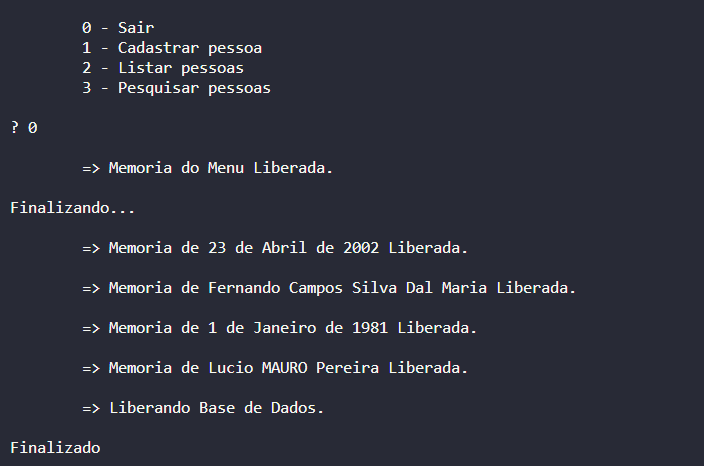 0 - Sair
1 - Cadastrar pessoa
2 - Listar pessoas
3 - Pesquisar pessoas
? 0
=> Memoria do Menu Liberada.
Finalizando...
=> Memoria de 23 de Abril de 2002 Liberada.
=> Memoria de Fernando Campos Silva Dal Maria Liberada.
=> Memoria de 1 de Janeiro de 1981 Liberada.
=> Memoria de Lucio MAURO Pereira Liberada.
=> Liberando Base de Dados.
Finalizado